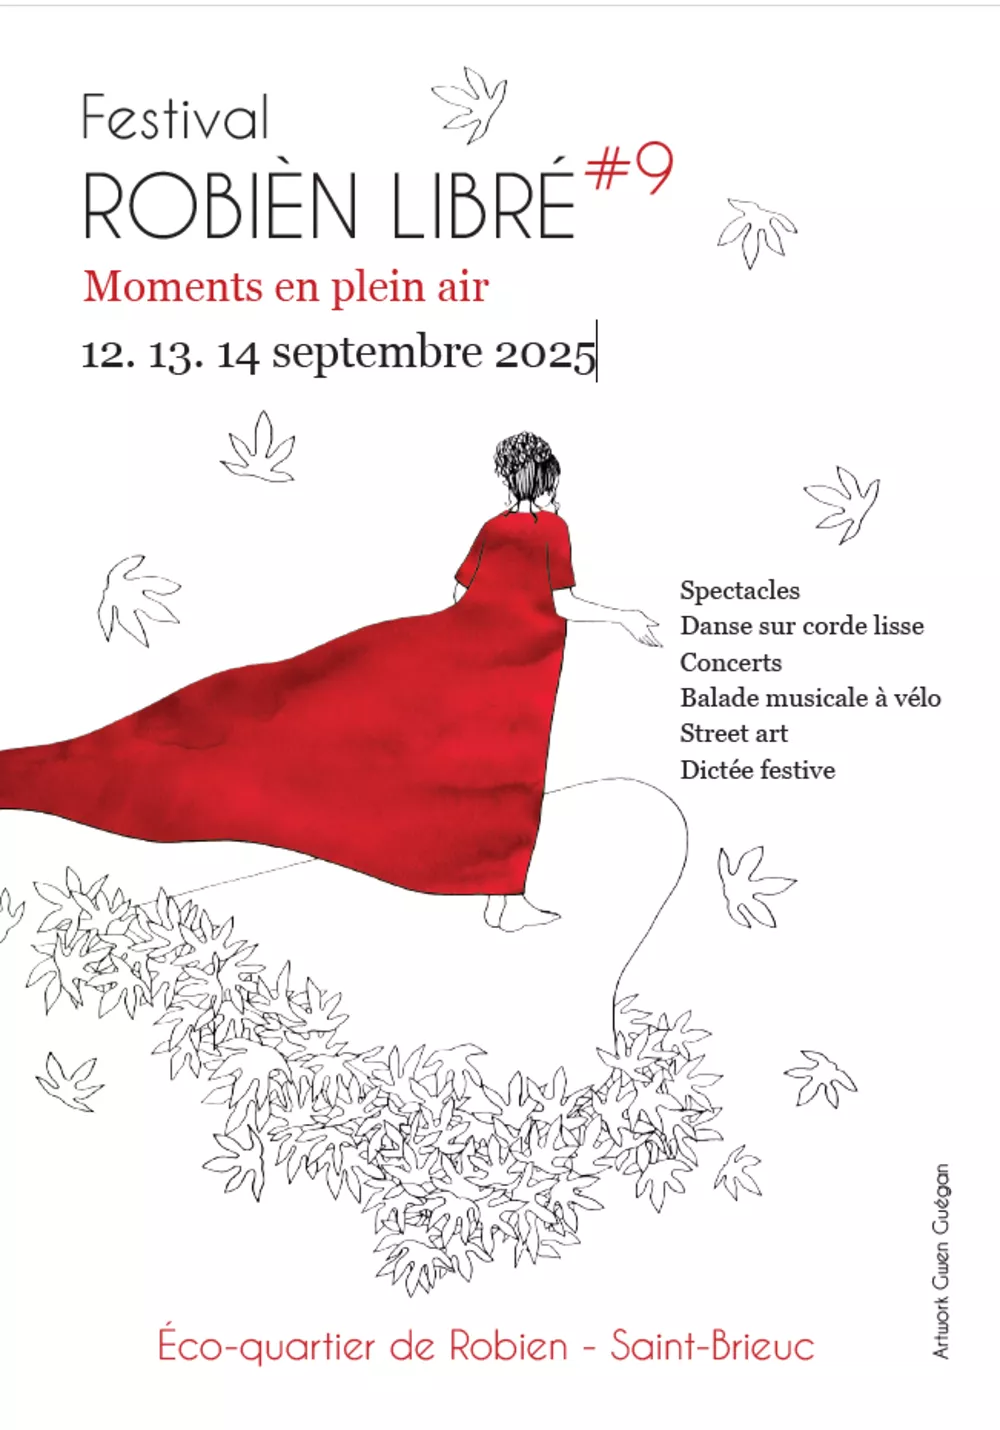 Festival
ROBIÈN LIBRÉ #9
Moments en plein air
12. 13. 14 septembre 2025
Spectacles
Danse sur corde lisse
Concerts
Balade musicale à vélo
Street art
Dictée festive
Artwork Gwen Guégan
Éco-quartier de Robien - Saint-Brieuc